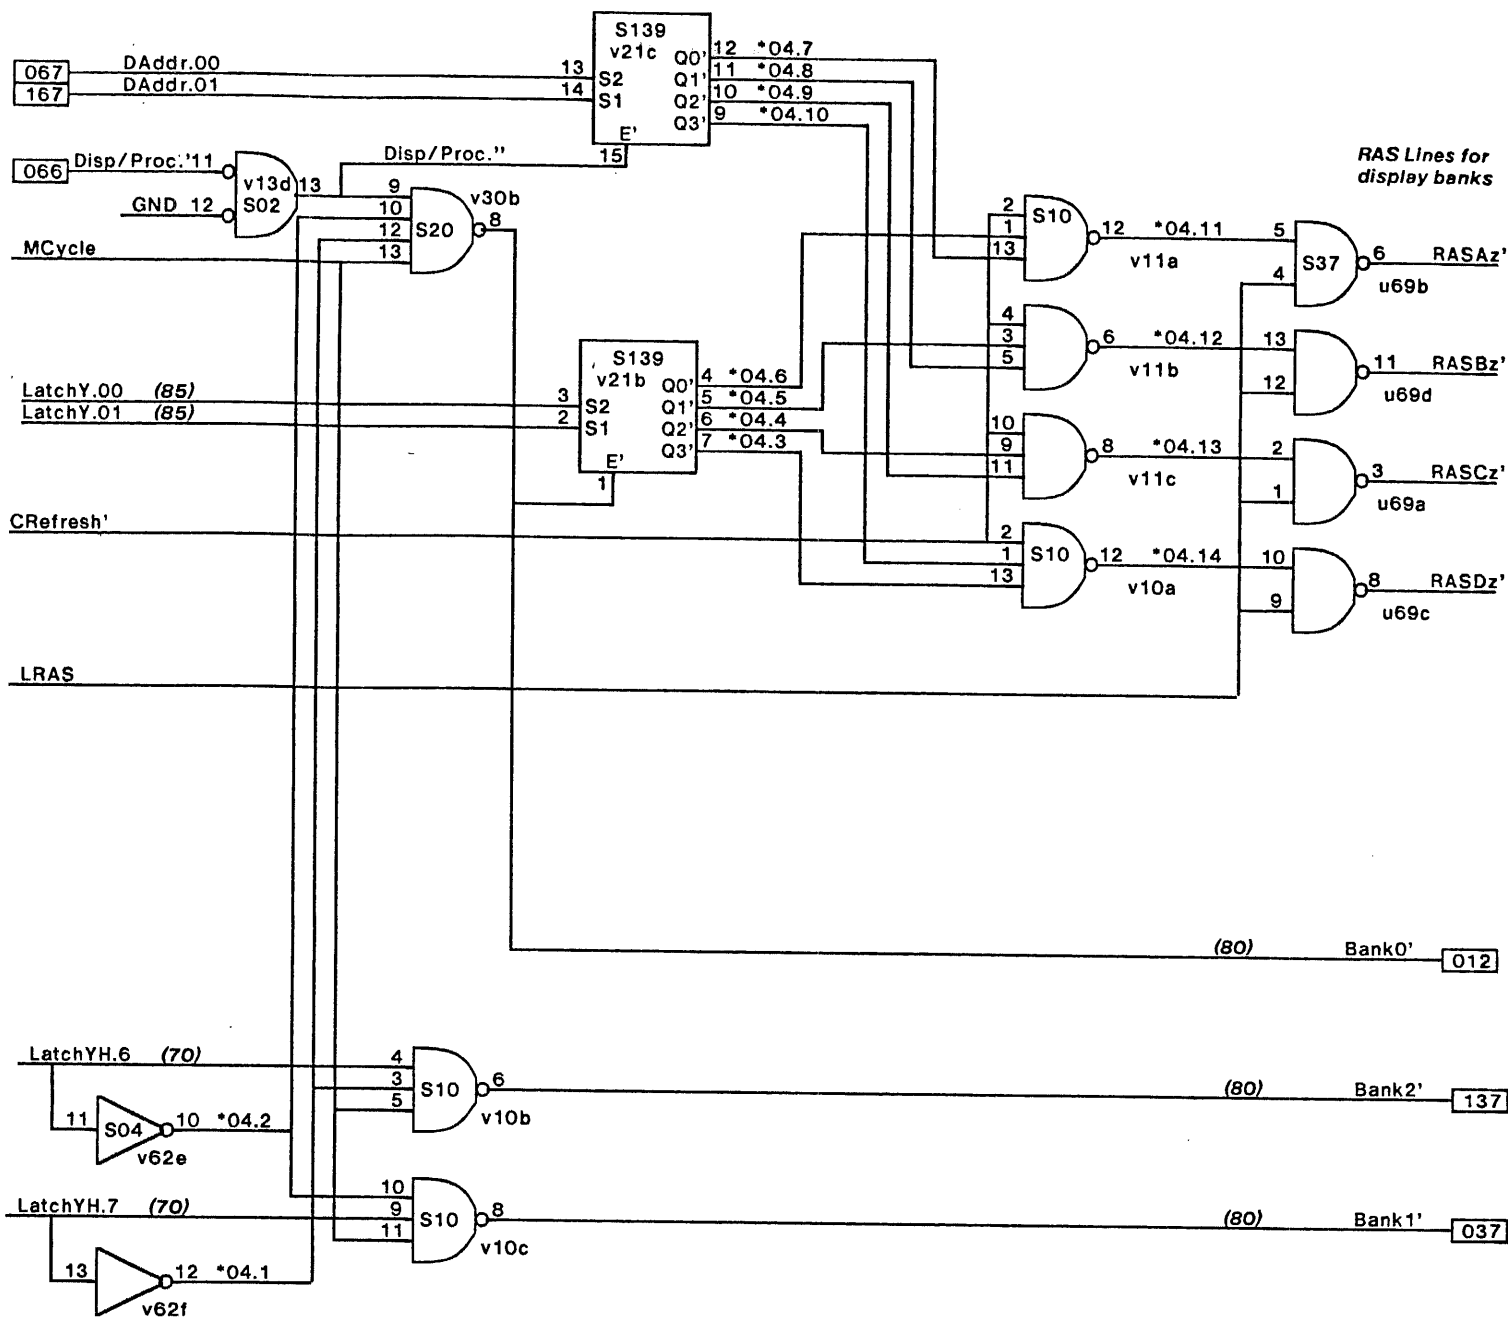 S139
v21c
067 DAddr.00 13 S2 Q0' 12 *04.7
167 DAddr.01 14 S1 Q1' 11 *04.8
Q2' 10 *04.9
Q3' 9 *04.10
E'
15
066 Disp/Proc.'11
Disp/Proc."
v13d 13
S02
GND 12
9
10
12
13
S20
v30b
8
MCycle
RAS Lines for
display banks
2
1
13
S10
12 *04.11
v11a
5
4
S37
6 RASAz'
u69b
4
3
5
6 *04.12
v11b
13
12
11 RASBz'
u69d
S139
v21b
LatchY.00 (85) 3 S2 Q0' 4 *04.6
LatchY.01 (85) 2 S1 Q1' 5 *04.5
Q2' 6 *04.4
Q3' 7 *04.3
E'
1
10
9
11
8 *04.13
v11c
2
1
3 RASCz'
u69a
CRefresh'
2
1
13
S10
12 *04.14
v10a
10
9
8 RASDz'
u69c
LRAS
(80) Bank0' 012
LatchYH.6 (70)
4
3
5
S10
6
v10b
(80) Bank2' 137
11 S04 10 *04.2
v62e
LatchYH.7 (70)
10
9
11
S10
8
v10c
(80) Bank1' 037
13 12 *04.1
v62f